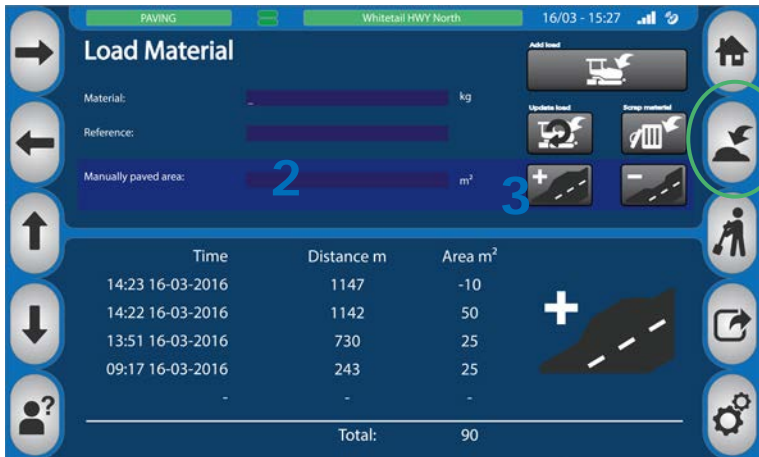 PAVING Whitetail HWY North 16/03 - 15:27
Load Material
Add load
Material: _ kg
Update load Scrap material
Reference:
Manually paved area: 2 m² 3 + -
Time Distance m Area m²
14:23 16-03-2016 1147 -10
14:22 16-03-2016 1142 50
13:51 16-03-2016 730 25
09:17 16-03-2016 243 25
- - -
Total: 90
+
?